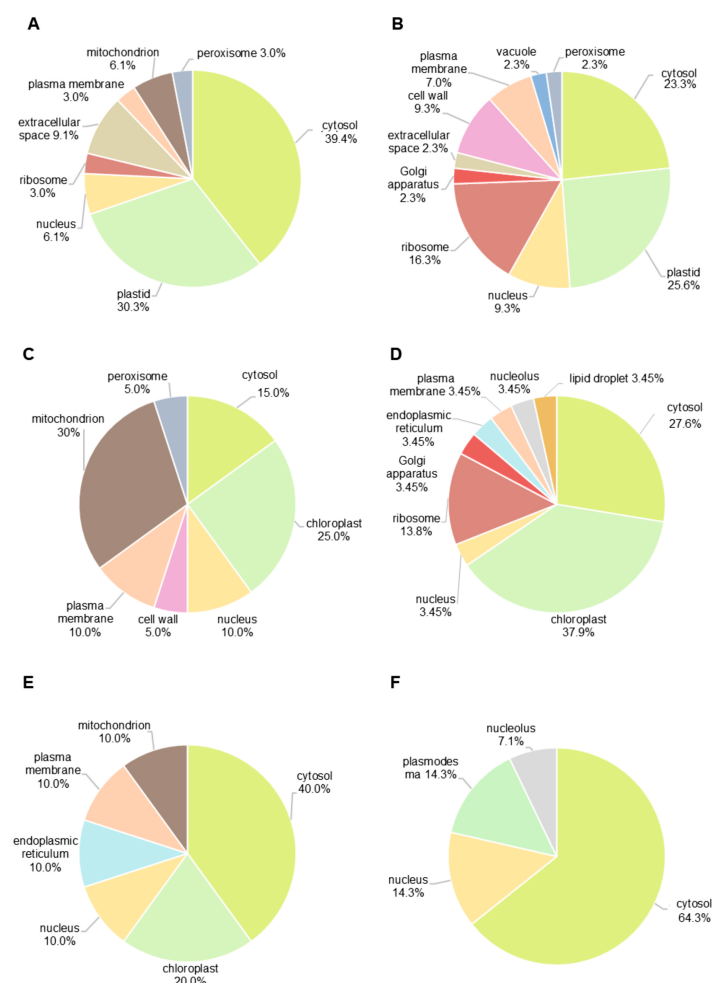 A
mitochondrion
6.1%
peroxisome 3.0%
plasma membrane
3.0%
extracellular
space 9.1%
ribosome
3.0%
nucleus
6.1%
plastid
30.3%
cytosol
39.4%
B
vacuole
2.3%
peroxisome
2.3%
plasma
membrane
7.0%
cell wall
9.3%
extracellular
space 2.3%
Golgi
apparatus
2.3%
ribosome
16.3%
nucleus
9.3%
plastid
25.6%
cytosol
23.3%
C
peroxisome
5.0%
cytosol
15.0%
mitochondrion
30%
chloroplast
25.0%
plasma
membrane
10.0%
cell wall
5.0%
nucleus
10.0%
D
plasma
membrane 3.45%
nucleolus
3.45%
lipid droplet 3.45%
endoplasmic
reticulum
3.45%
Golgi
apparatus
3.45%
ribosome
13.8%
nucleus
3.45%
chloroplast
37.9%
cytosol
27.6%
E
mitochondrion
10.0%
plasma
membrane
10.0%
endoplasmic
reticulum
10.0%
nucleus
10.0%
chloroplast
20.0%
cytosol
40.0%
F
nucleolus
7.1%
plasmodes
ma 14.3%
nucleus
14.3%
cytosol
64.3%